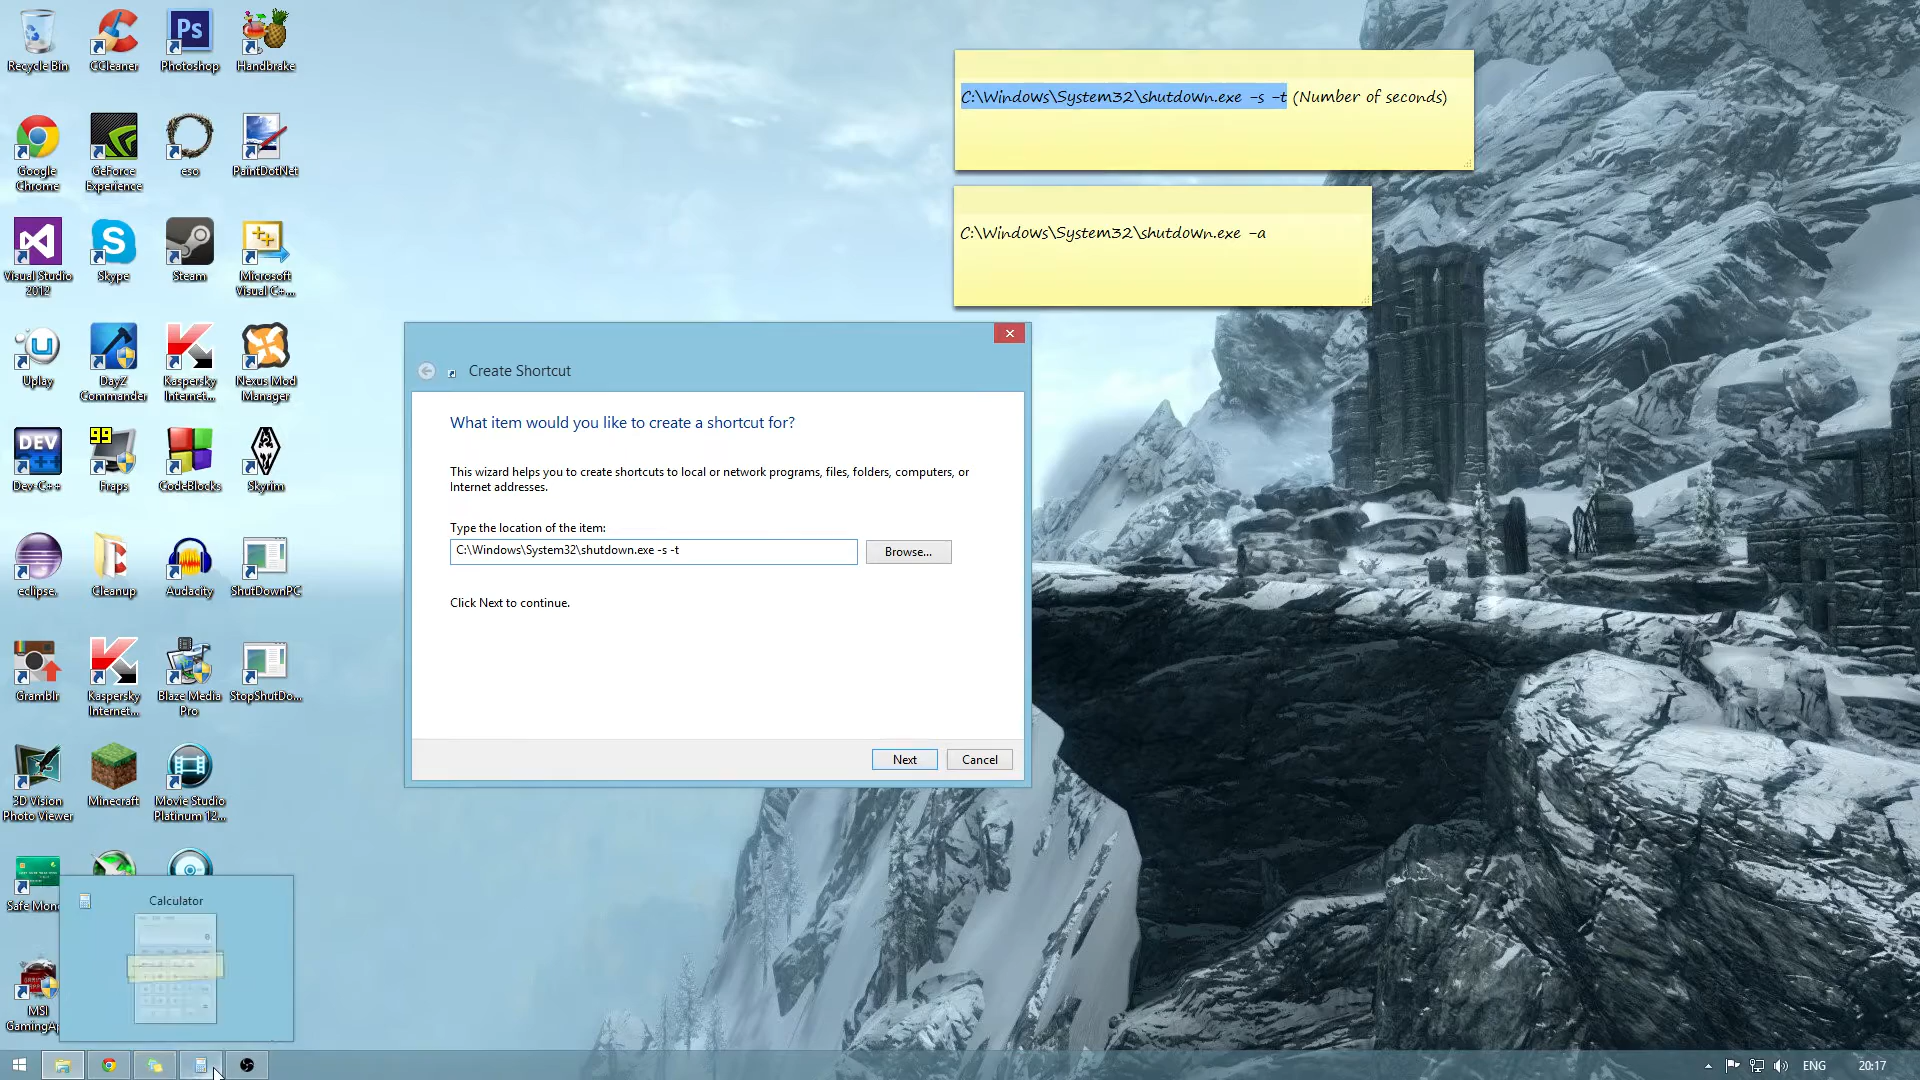 Recycle Bin
CCleaner
Photoshop
Handbrake
Ps
C:\Windows\System32\shutdown.exe -s -t (Number of seconds)
Google
Chrome
GeForce
Experience
eso
PaintDotNet
C:\Windows\System32\shutdown.exe -a
Visual Studio
2012
Skype
Steam
Microsoft
Visual C+...
Uplay
DayZ
Commander
Kaspersky
Internet...
Nexus Mod
Manager
Create Shortcut
What item would you like to create a shortcut for?
This wizard helps you to create shortcuts to local or network programs, files, folders, computers, or
Internet addresses.
Type the location of the item:
C:\Windows\System32\shutdown.exe -s -t
Browse...
Click Next to continue.
Next
Cancel
DEV
99
Dev-C++
Fraps
CodeBlocks
Skyrim
eclipse,
Cleanup
Audacity
ShutDownPC
Gramblr
Kaspersky
Internet...
Blaze Media
Pro
StopShutDo...
3D Vision
Photo Viewer
Minecraft
Movie Studio
Platinum 12...
Calculator
MSI
ENG
20:17